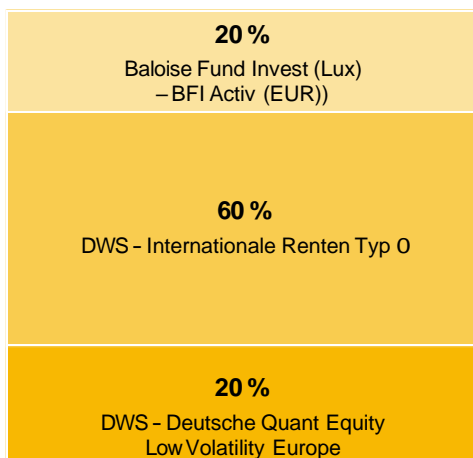 20 %
Baloise Fund Invest (Lux)
– BFI Activ (EUR))
60 %
DWS - Internationale Renten Typ O
20 %
DWS - Deutsche Quant Equity
Low Volatility Europe